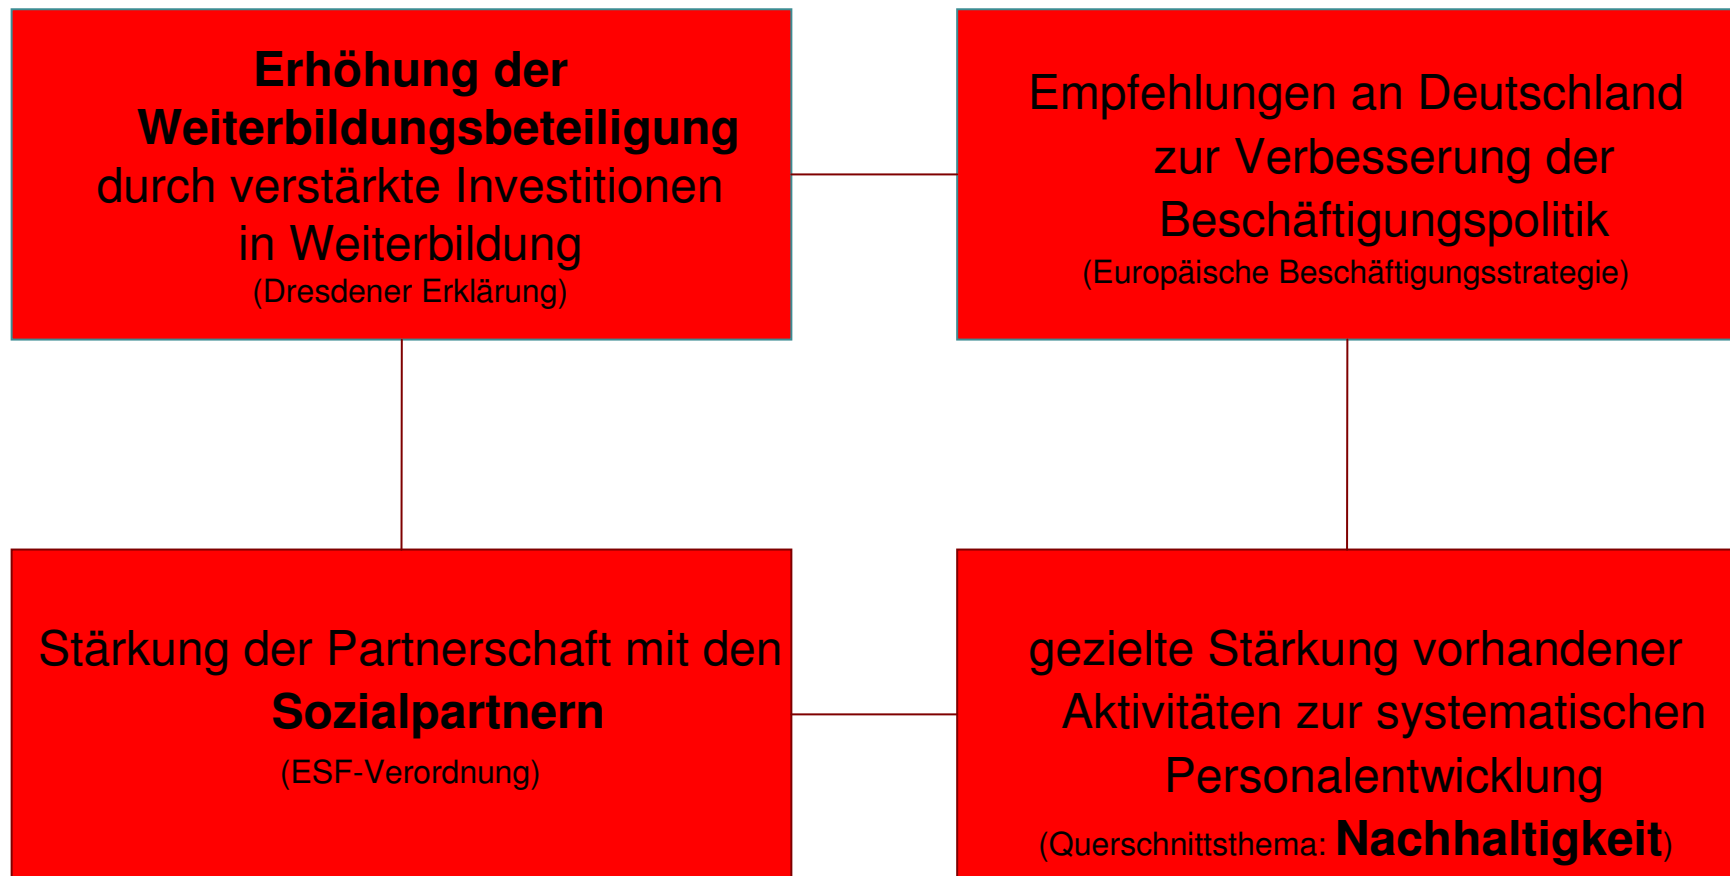 Erhöhung der
Weiterbildungsbeteiligung
durch verstärkte Investitionen
in Weiterbildung
(Dresdener Erklärung)
Empfehlungen an Deutschland
zur Verbesserung der
Beschäftigungspolitik
(Europäische Beschäftigungsstrategie)
Stärkung der Partnerschaft mit den
Sozialpartnern
(ESF-Verordnung)
gezielte Stärkung vorhandener
Aktivitäten zur systematischen
Personalentwicklung
(Querschnittsthema: Nachhaltigkeit)